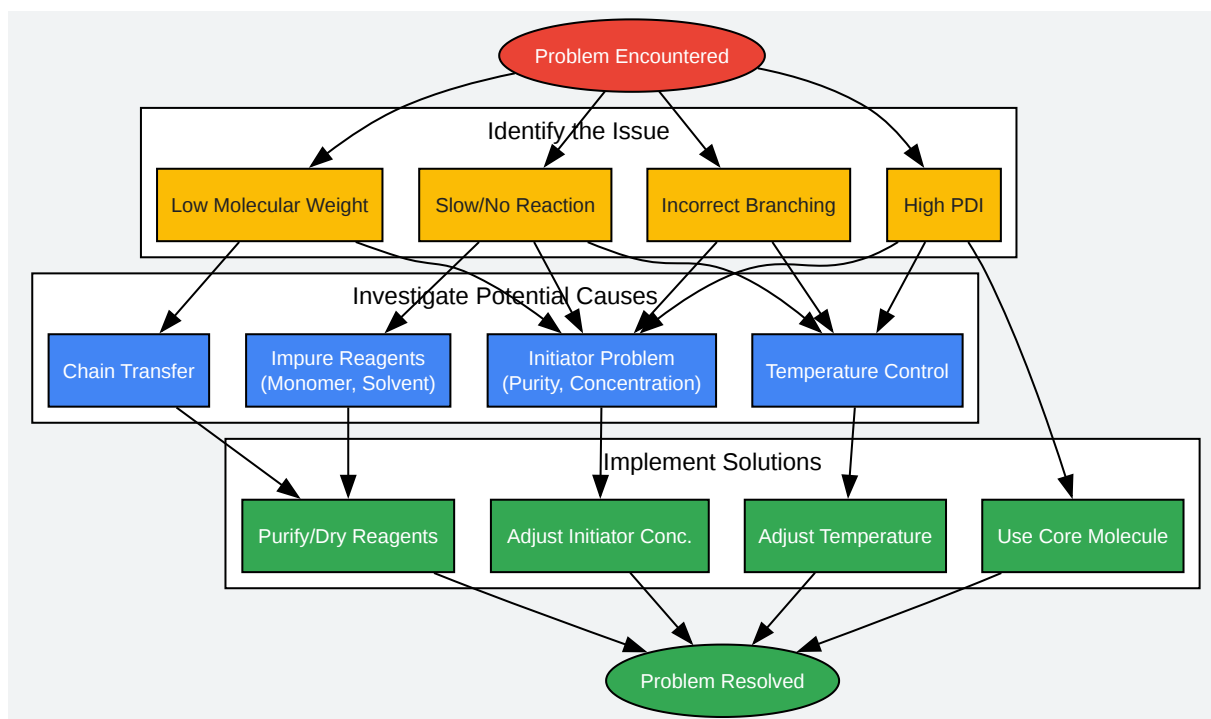 Problem Encountered
Identify the Issue
Low Molecular Weight
Slow/No Reaction
Incorrect Branching
High PDI
Investigate Potential Causes
Chain Transfer
Impure Reagents
(Monomer, Solvent)
Initiator Problem
(Purity, Concentration)
Temperature Control
Implement Solutions
Purify/Dry Reagents
Adjust Initiator Conc.
Adjust Temperature
Use Core Molecule
Problem Resolved